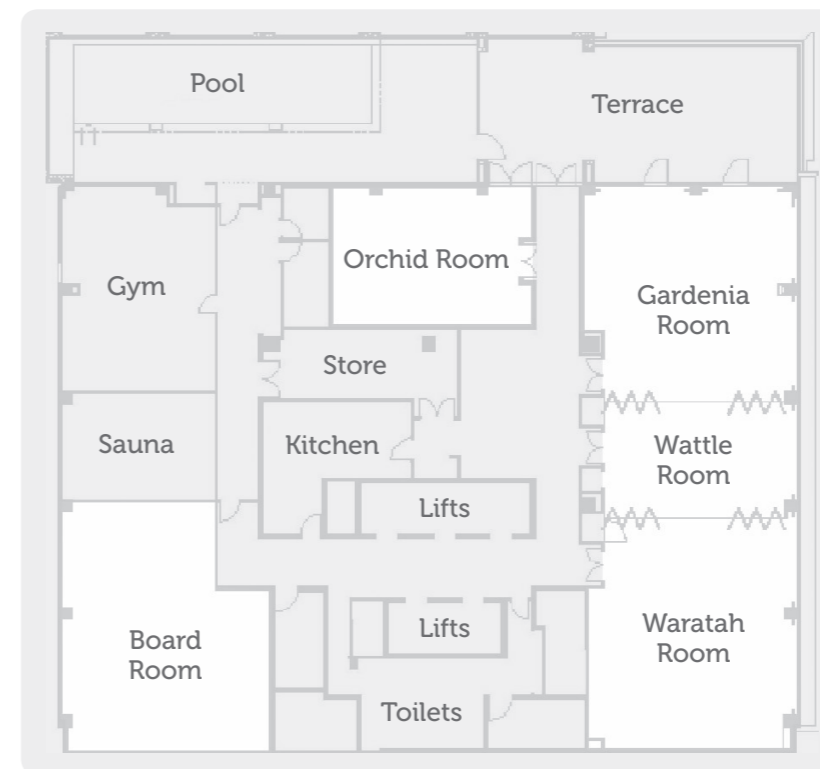 Pool
Terrace
Orchid Room
Gym
Gardenia
Room
Store
Sauna
Kitchen
Wattle
Room
Lifts
Lifts
Waratah
Room
Board
Room
Toilets